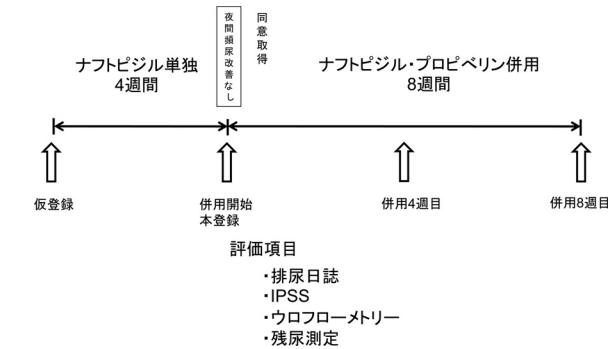 夜間頻尿改善なし
同意取得
ナフトピジル単独
4週間
ナフトピジル・プロピベリン併用
8週間
仮登録
併用開始
本登録
併用4週目
併用8週目
評価項目
・排尿日誌
・IPSS
・ウロフローメトリー
・残尿測定